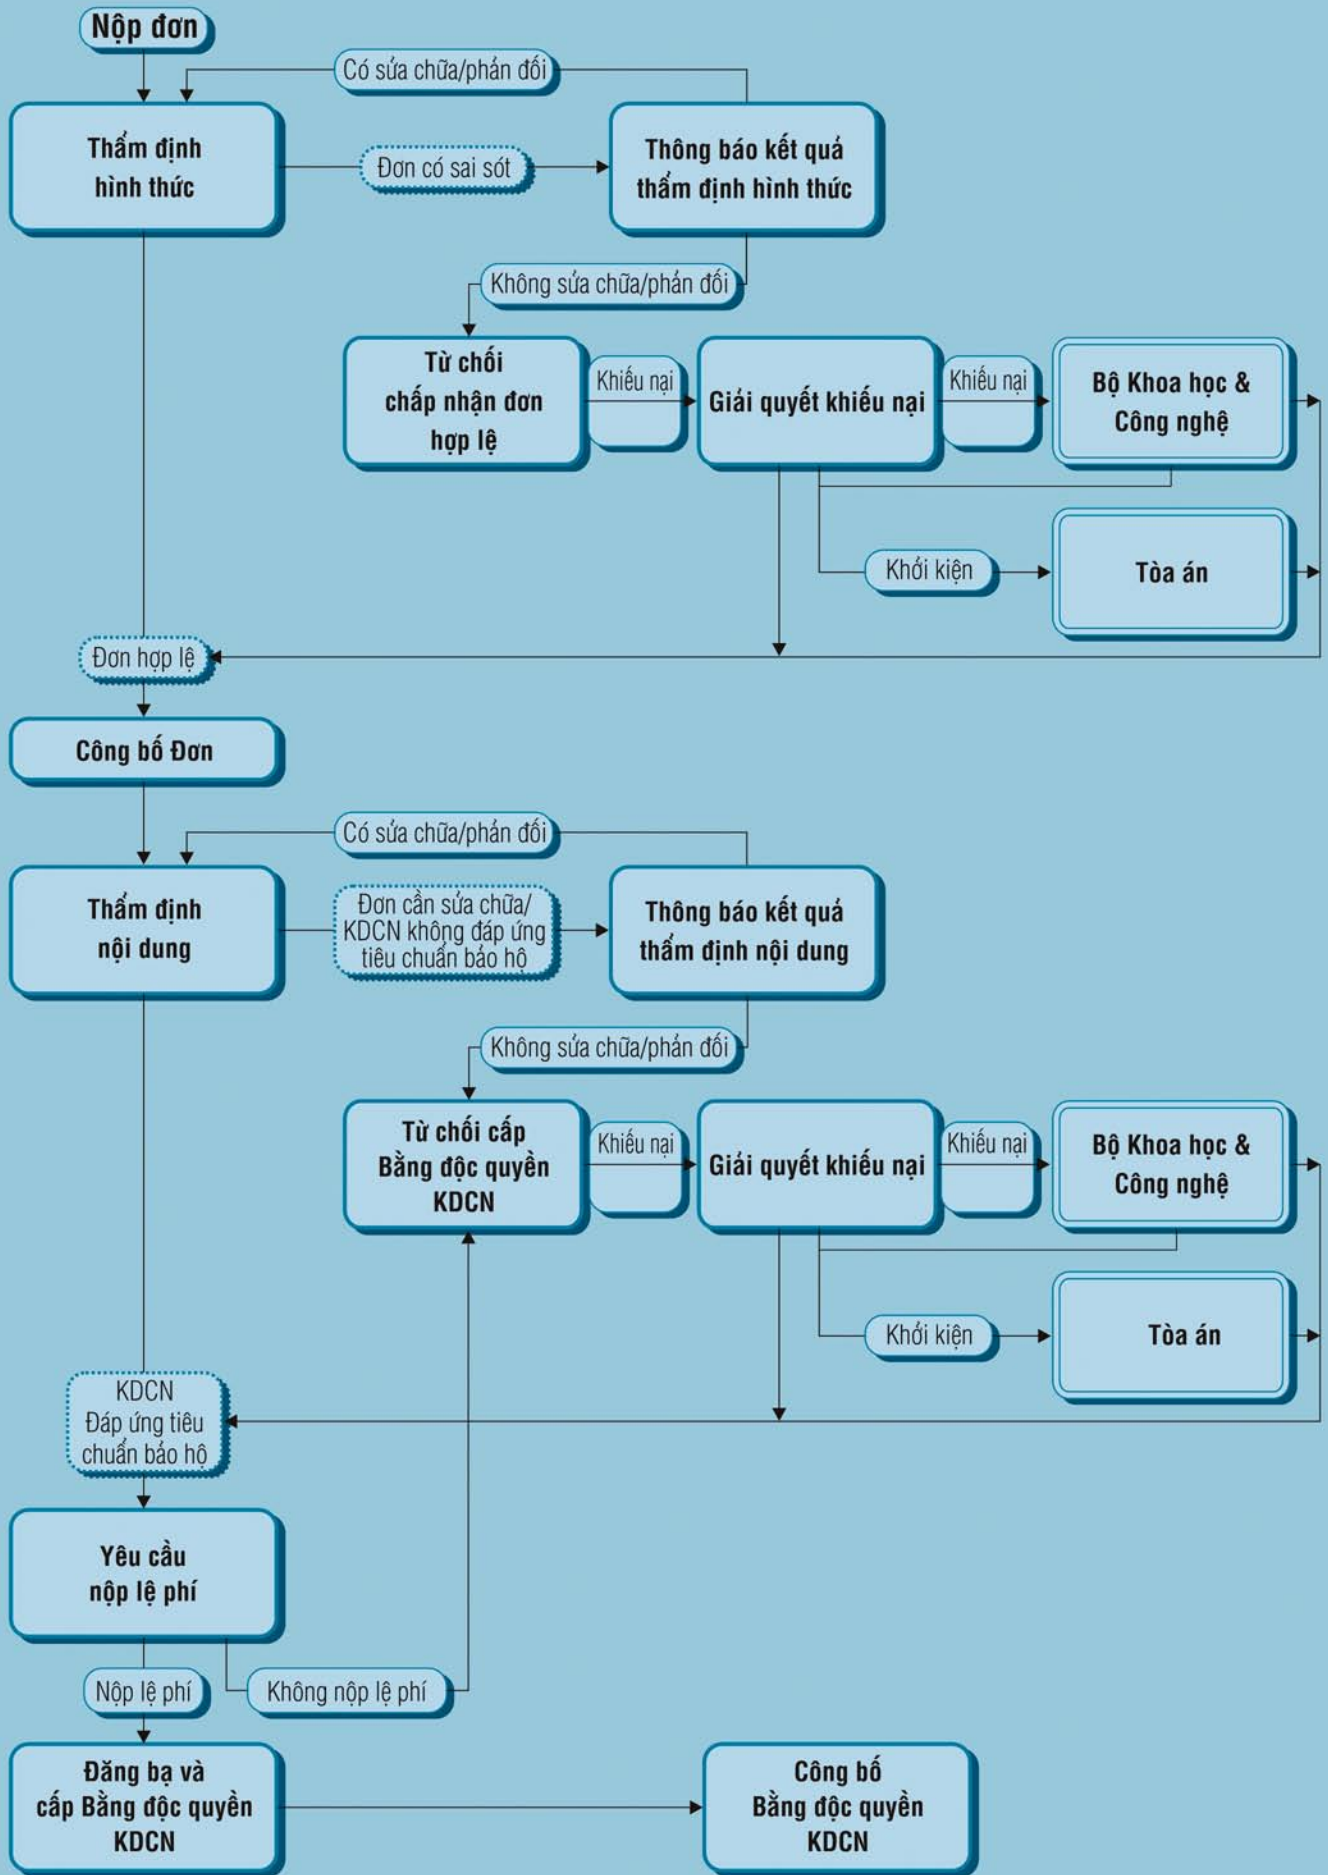 Nộp đơn
Có sửa chữa/phản đối
Thẩm định
hình thức
Đơn có sai sót
Thông báo kết quả
thẩm định hình thức
Không sửa chữa/phản đối
Từ chối
chấp nhận đơn
hợp lệ
Khiếu nại
Giải quyết khiếu nại
Khiếu nại
Bộ Khoa học &
Công nghệ
Khởi kiện
Tòa án
Đơn hợp lệ
Công bố Đơn
Có sửa chữa/phản đối
Thẩm định
nội dung
Đơn cần sửa chữa/
KDCN không đáp ứng
tiêu chuẩn bảo hộ
Thông báo kết quả
thẩm định nội dung
Không sửa chữa/phản đối
Từ chối cấp
Bằng độc quyền
KDCN
Khiếu nại
Giải quyết khiếu nại
Khiếu nại
Bộ Khoa học &
Công nghệ
Khởi kiện
Tòa án
KDCN
Đáp ứng tiêu
chuẩn bảo hộ
Yêu cầu
nộp lệ phí
Nộp lệ phí
Không nộp lệ phí
Đăng bạ và
cấp Bằng độc quyền
KDCN
Công bố
Bằng độc quyền
KDCN